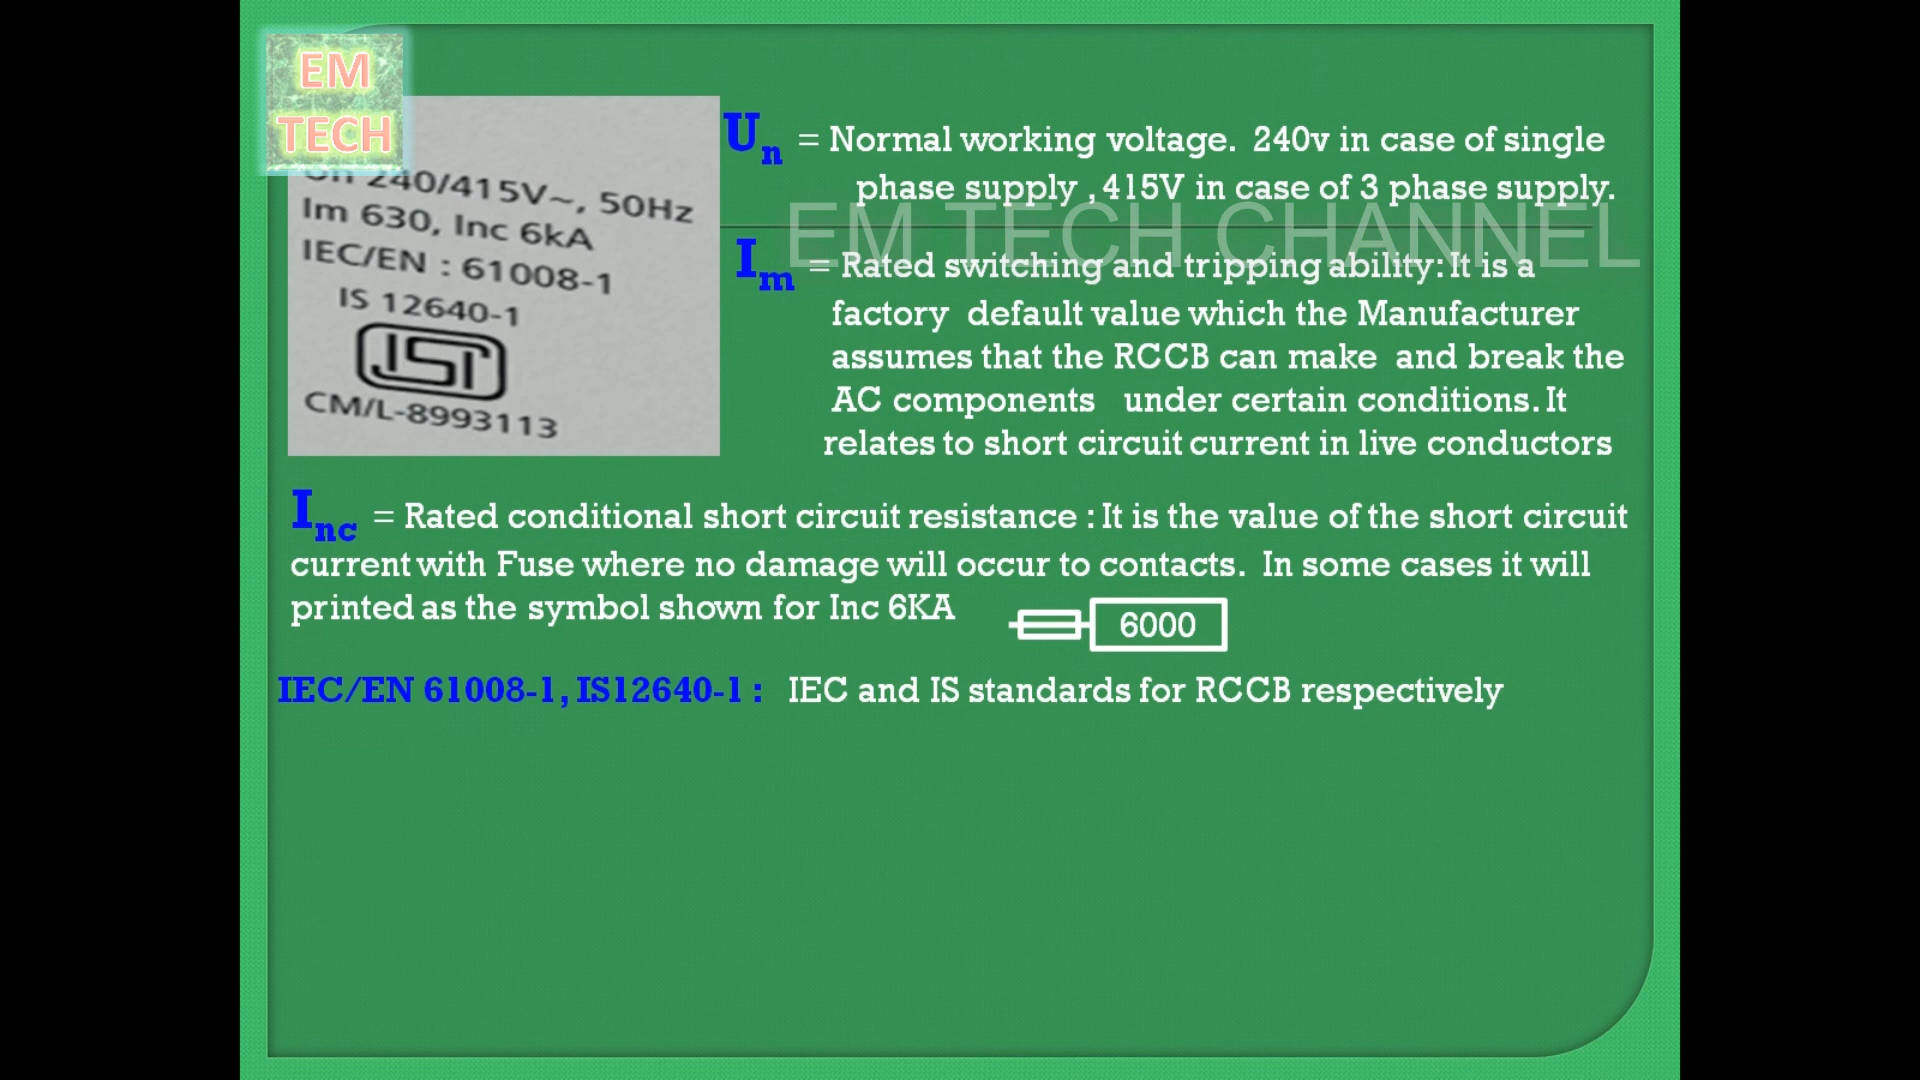 EM
TECH
Un 240/415V~, 50Hz
Im 630, Inc 6kA
IEC/EN : 61008-1
IS 12640-1
ISI
CM/L-8993113
Un = Normal working voltage. 240v in case of single
phase supply , 415V in case of 3 phase supply.
EM TECH CHANNEL
Im = Rated switching and tripping ability: It is a
factory default value which the Manufacturer
assumes that the RCCB can make and break the
AC components under certain conditions. It
relates to short circuit current in live conductors
Inc = Rated conditional short circuit resistance : It is the value of the short circuit
current with Fuse where no damage will occur to contacts. In some cases it will
printed as the symbol shown for Inc 6KA
6000
IEC/EN 61008-1, IS12640-1 : IEC and IS standards for RCCB respectively